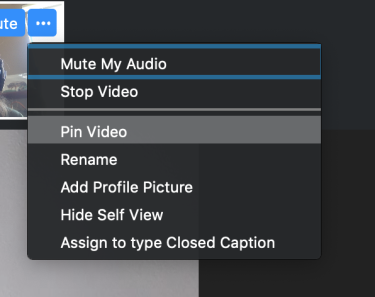 ute
Mute My Audio
Stop Video
Pin Video
Rename
Add Profile Picture
Hide Self View
Assign to type Closed Caption